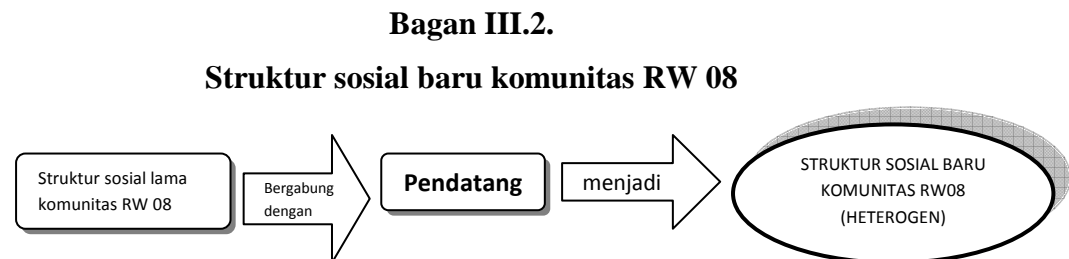 Bagan III.2.
Struktur sosial baru komunitas RW 08
Struktur sosial lama
komunitas RW 08
Bergabung
dengan
Pendatang
menjadi
STRUKTUR SOSIAL BARU
KOMUNITAS RW08
(HETEROGEN)